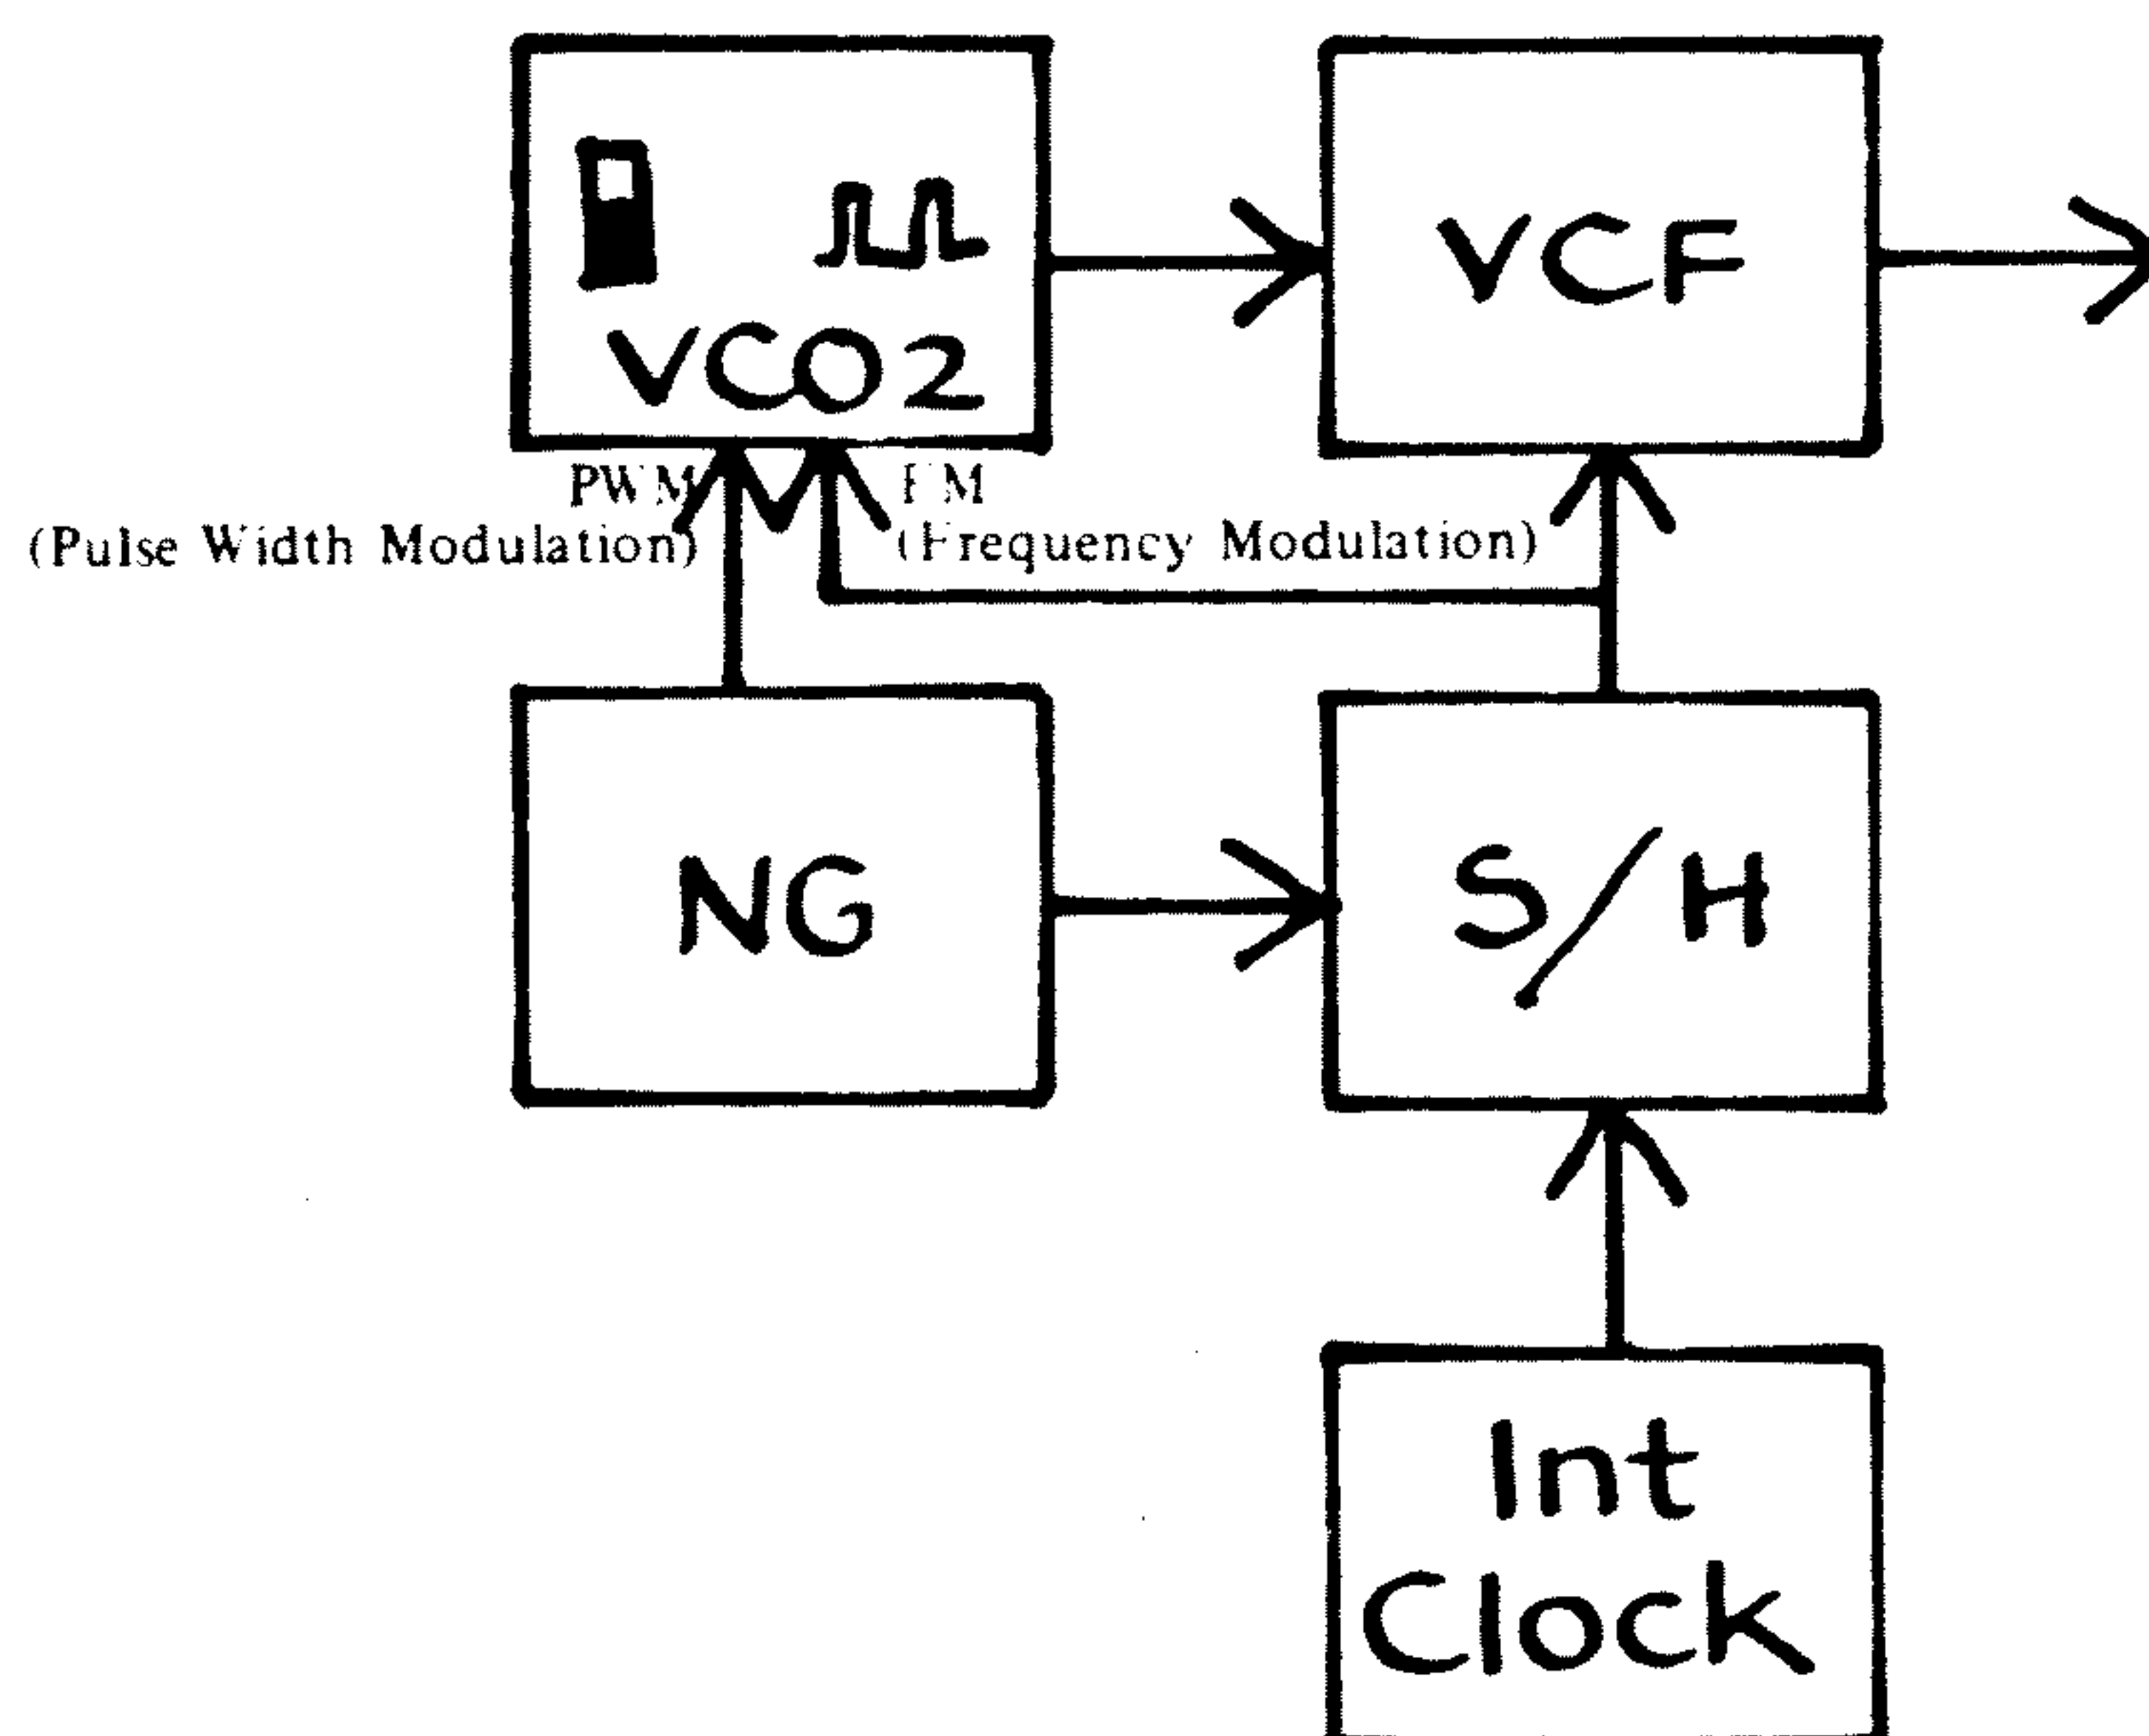 VCO2
VCF
PWM
(Pulse Width Modulation)
FM
(Frequency Modulation)
NG
S/H
Int
Clock